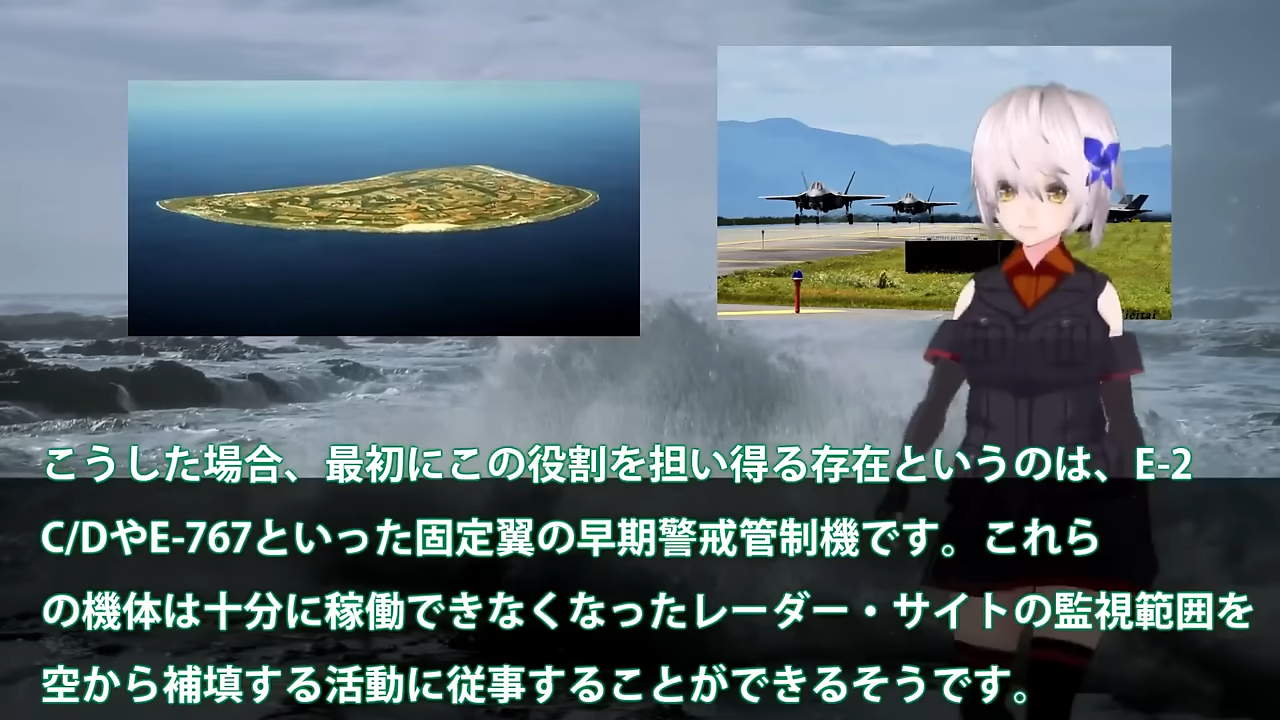 こうした場合、最初にこの役割を担い得る存在というのは、E-2
C/DやE-767といった固定翼の早期警戒管制機です。これら
の機体は十分に稼働できなくなったレーダー・サイトの監視範囲を
空から補填する活動に従事することができるそうです。